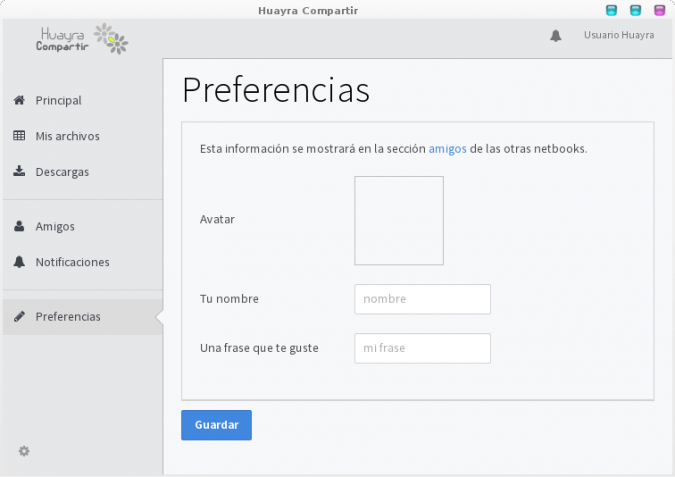 Huayra Compartir
Huayra
Compartir
Usuario Huayra
Principal
Mis archivos
Descargas
Amigos
Notificaciones
Preferencias
Preferencias
Esta información se mostrará en la sección amigos de las otras netbooks.
Avatar
Tu nombre
nombre
Una frase que te guste
mi frase
Guardar